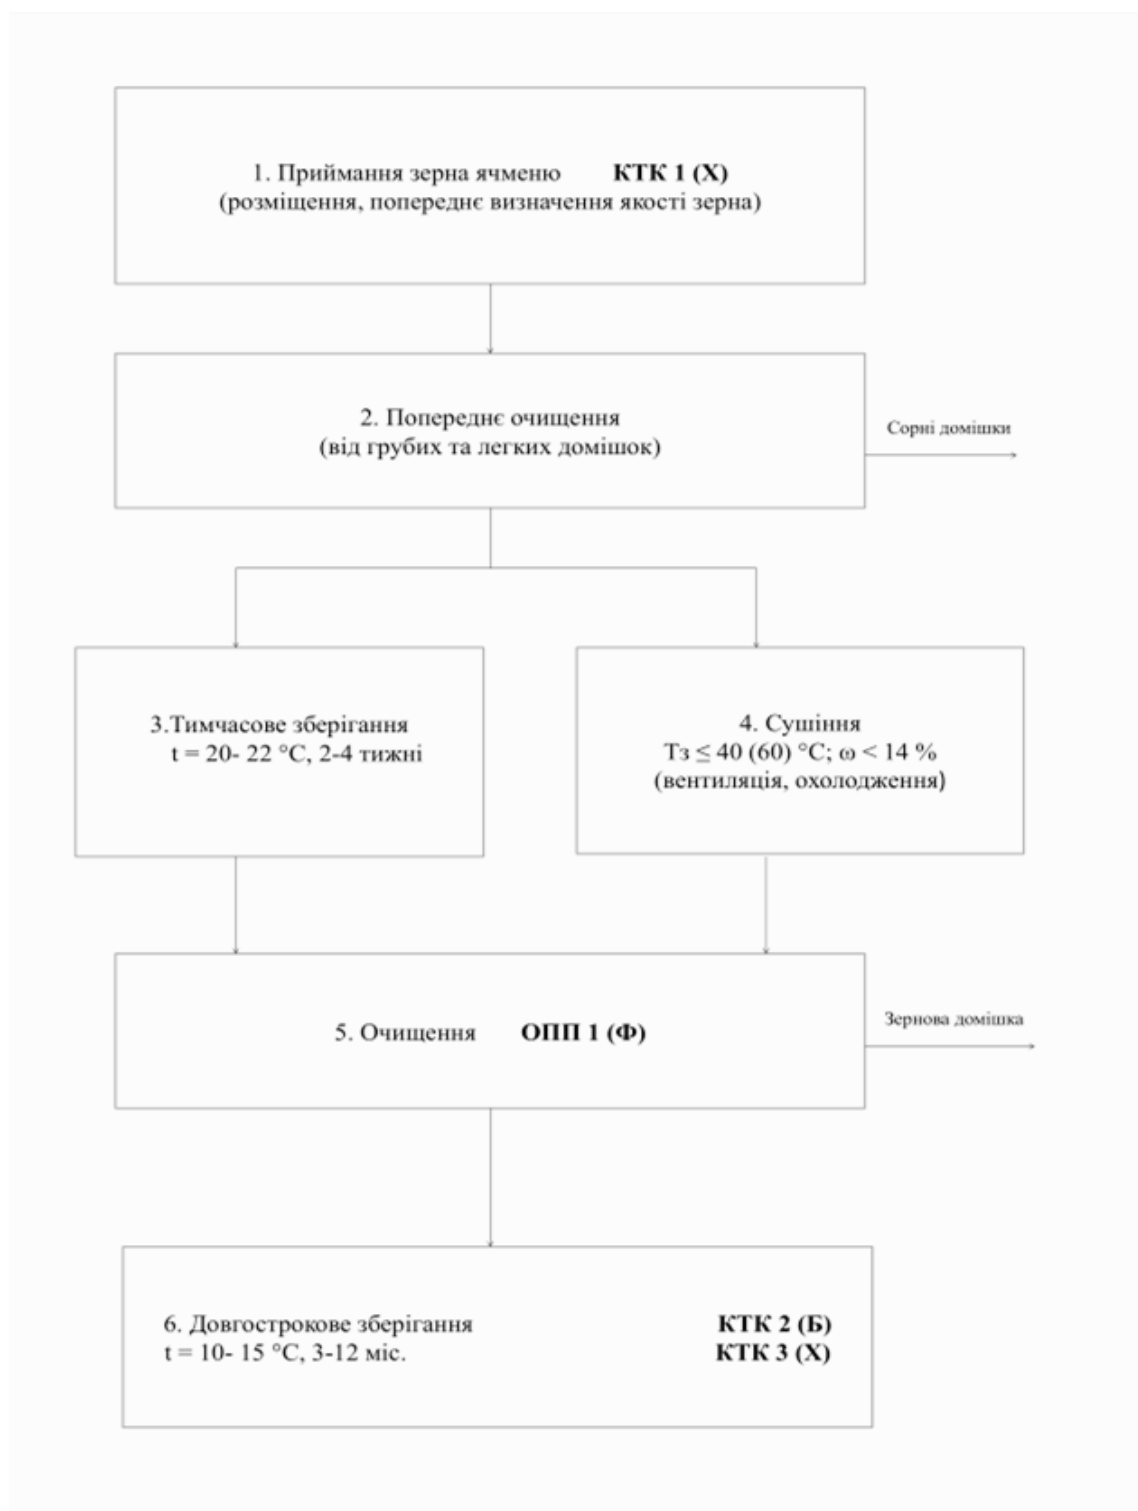 1. Приймання зерна ячменю КТК 1 (Х)
(розміщення, попереднє визначення якості зерна)
2. Попереднє очищення
(від грубих та легких домішок)
Сорні домішки
3.Тимчасове зберігання
t = 20- 22 °С, 2-4 тижні
4. Сушіння
Тз ≤ 40 (60) °С; ω < 14 %
(вентиляція, охолодження)
5. Очищення ОПП 1 (Ф)
Зернова домішка
6. Довгострокове зберігання КТК 2 (Б)
t = 10- 15 °С, 3-12 міс. КТК 3 (Х)